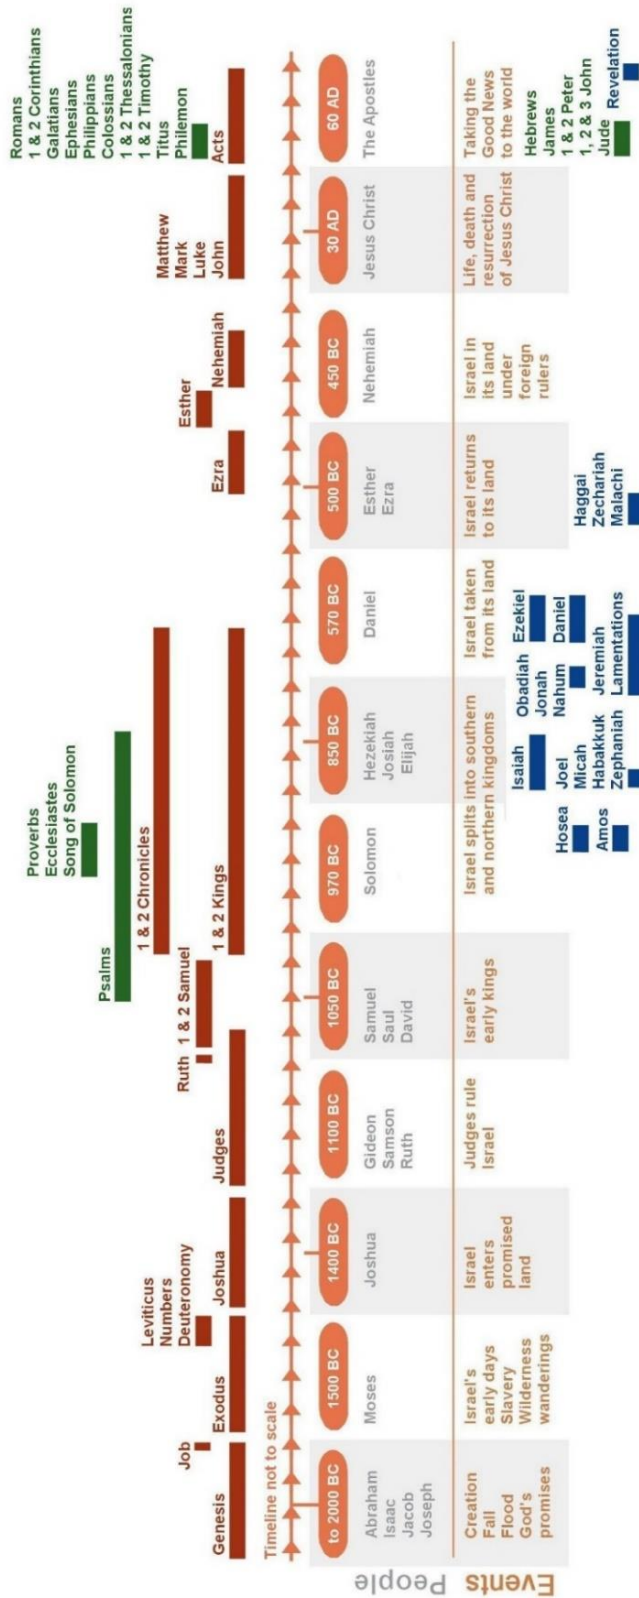 Romans
1 & 2 Corinthians
Galatians
Ephesians
Philippians
Colossians
1 & 2 Thessalonians
1 & 2 Timothy
Titus
Philemon
Proverbs
Ecclesiastes
Song of Solomon
Psalms
Leviticus
Numbers
Deuteronomy
Job
Ruth
1 & 2 Samuel
1 & 2 Chronicles
Esther
Matthew
Mark
Luke
John
Genesis
Exodus
Joshua
Judges
1 & 2 Kings
Ezra
Nehemiah
Acts
Timeline not to scale
to 2000 BC
1500 BC
1400 BC
1100 BC
1050 BC
970 BC
850 BC
570 BC
500 BC
450 BC
30 AD
60 AD
People
Abraham
Isaac
Jacob
Joseph
Moses
Joshua
Gideon
Samson
Ruth
Samuel
Saul
David
Solomon
Hezekiah
Josiah
Elijah
Daniel
Esther
Ezra
Nehemiah
Jesus Christ
The Apostles
Events
Creation
Fall
Flood
God's
promises
Israel's
early days
Slavery
Wilderness
wanderings
Israel
enters
promised
land
Judges rule
Israel
Israel's
early kings
Israel splits into southern
and northern kingdoms
Israel taken
from its land
Israel returns
to its land
Israel in
its land
under
foreign
rulers
Life, death and
resurrection
of Jesus Christ
Taking the
Good News
to the world
Hosea
Amos
Isaiah
Joel
Micah
Habakkuk
Zephaniah
Obadiah
Jonah
Nahum
Jeremiah
Lamentations
Ezekiel
Daniel
Haggai
Zechariah
Malachi
Hebrews
James
1 & 2 Peter
1, 2 & 3 John
Jude
Revelation